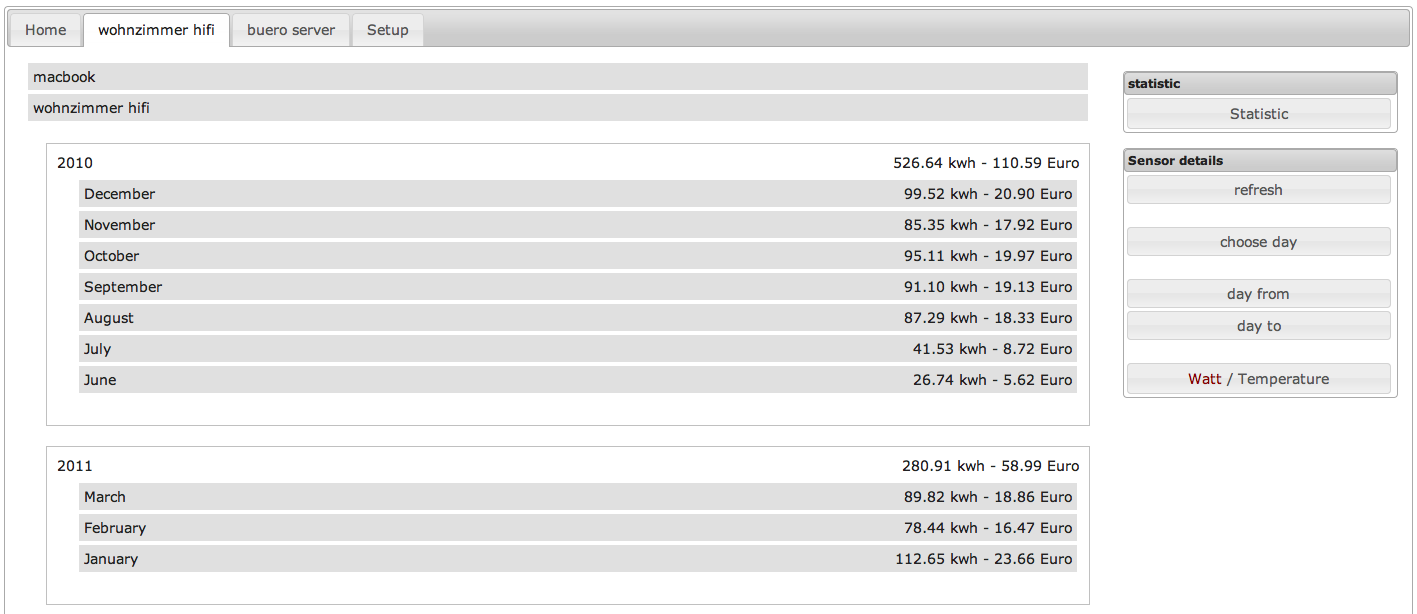 Home wohnzimmer hifi buero server Setup
macbook
wohnzimmer hifi
2010 526.64 kwh - 110.59 Euro
December 99.52 kwh - 20.90 Euro
November 85.35 kwh - 17.92 Euro
October 95.11 kwh - 19.97 Euro
September 91.10 kwh - 19.13 Euro
August 87.29 kwh - 18.33 Euro
July 41.53 kwh - 8.72 Euro
June 26.74 kwh - 5.62 Euro
2011 280.91 kwh - 58.99 Euro
March 89.82 kwh - 18.86 Euro
February 78.44 kwh - 16.47 Euro
January 112.65 kwh - 23.66 Euro
statistic
Statistic
Sensor details
refresh
choose day
day from
day to
Watt / Temperature